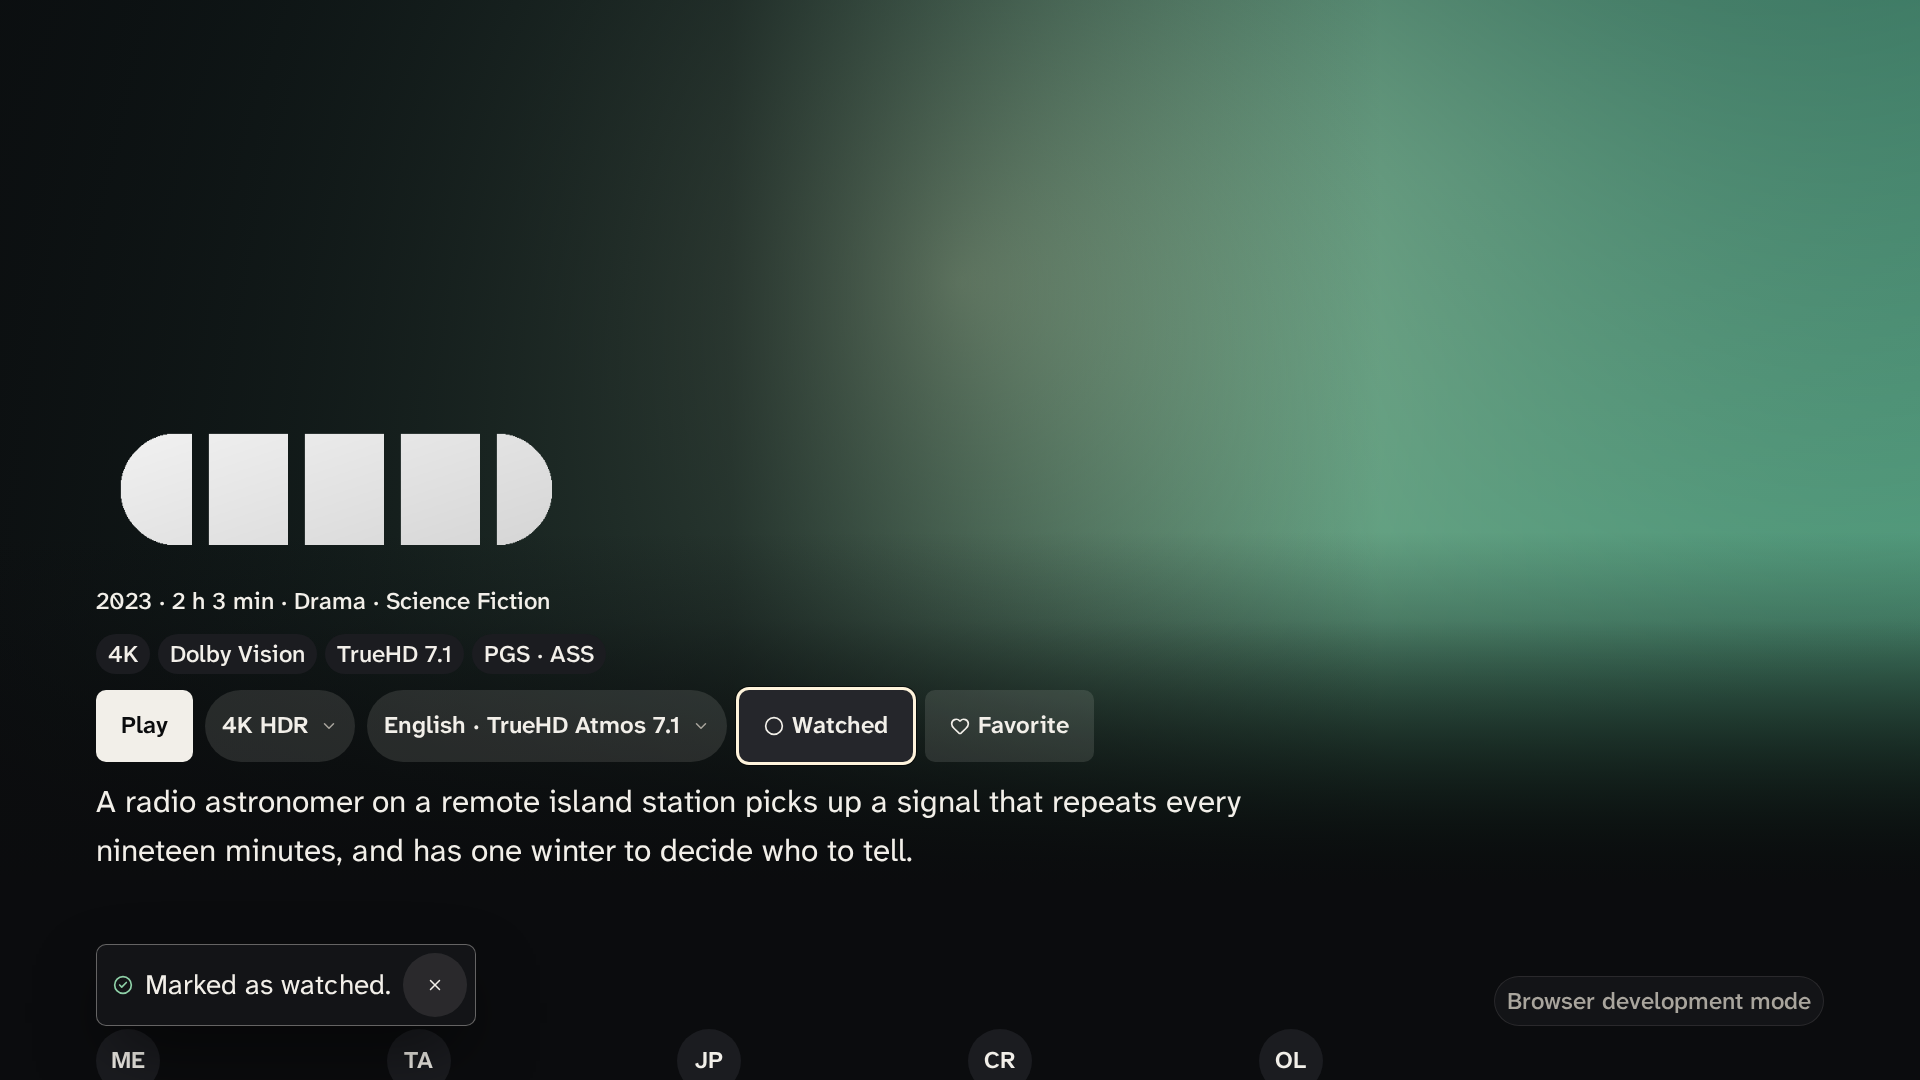 2023 · 2 h 3 min · Drama · Science Fiction
4K Dolby Vision TrueHD 7.1 PGS · ASS
Play 4K HDR English · TrueHD Atmos 7.1 Watched Favorite
A radio astronomer on a remote island station picks up a signal that repeats every
nineteen minutes, and has one winter to decide who to tell.
Marked as watched.
Browser development mode
ME TA JP CR OL